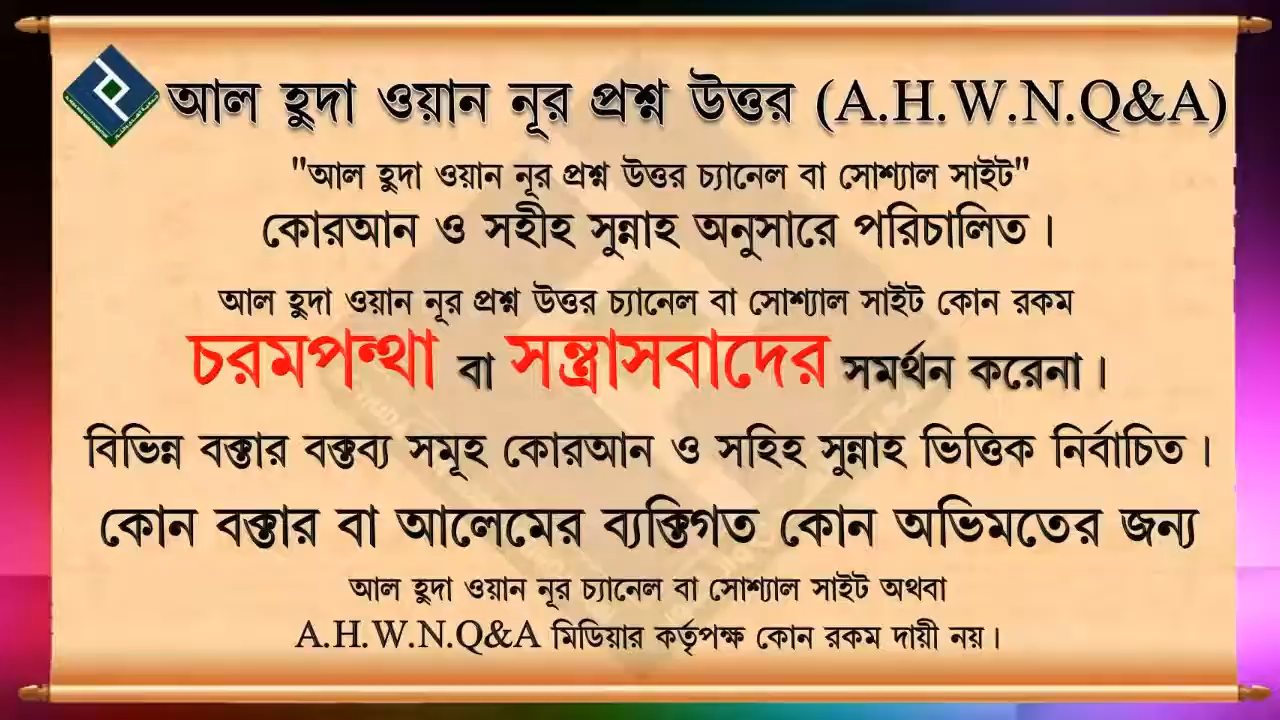 আল হুদা ওয়ান নূর প্রশ্ন উত্তর (A.H.W.N.Q&A)
"আল হুদা ওয়ান নূর প্রশ্ন উত্তর চ্যানেল বা সোশ্যাল সাইট"
কোরআন ও সহীহ সুন্নাহ অনুসারে পরিচালিত।
আল হুদা ওয়ান নূর প্রশ্ন উত্তর চ্যানেল বা সোশ্যাল সাইট কোন রকম
চরমপন্থা বা সন্ত্রাসবাদের সমর্থন করেনা।
বিভিন্ন বক্তার বক্তব্য সমূহ কোরআন ও সহিহ সুন্নাহ ভিত্তিক নির্বাচিত।
কোন বক্তার বা আলেমের ব্যক্তিগত কোন অভিমতের জন্য
আল হুদা ওয়ান নূর চ্যানেল বা সোশ্যাল সাইট অথবা
A.H.W.N.Q&A মিডিয়ার কর্তৃপক্ষ কোন রকম দায়ী নয়।